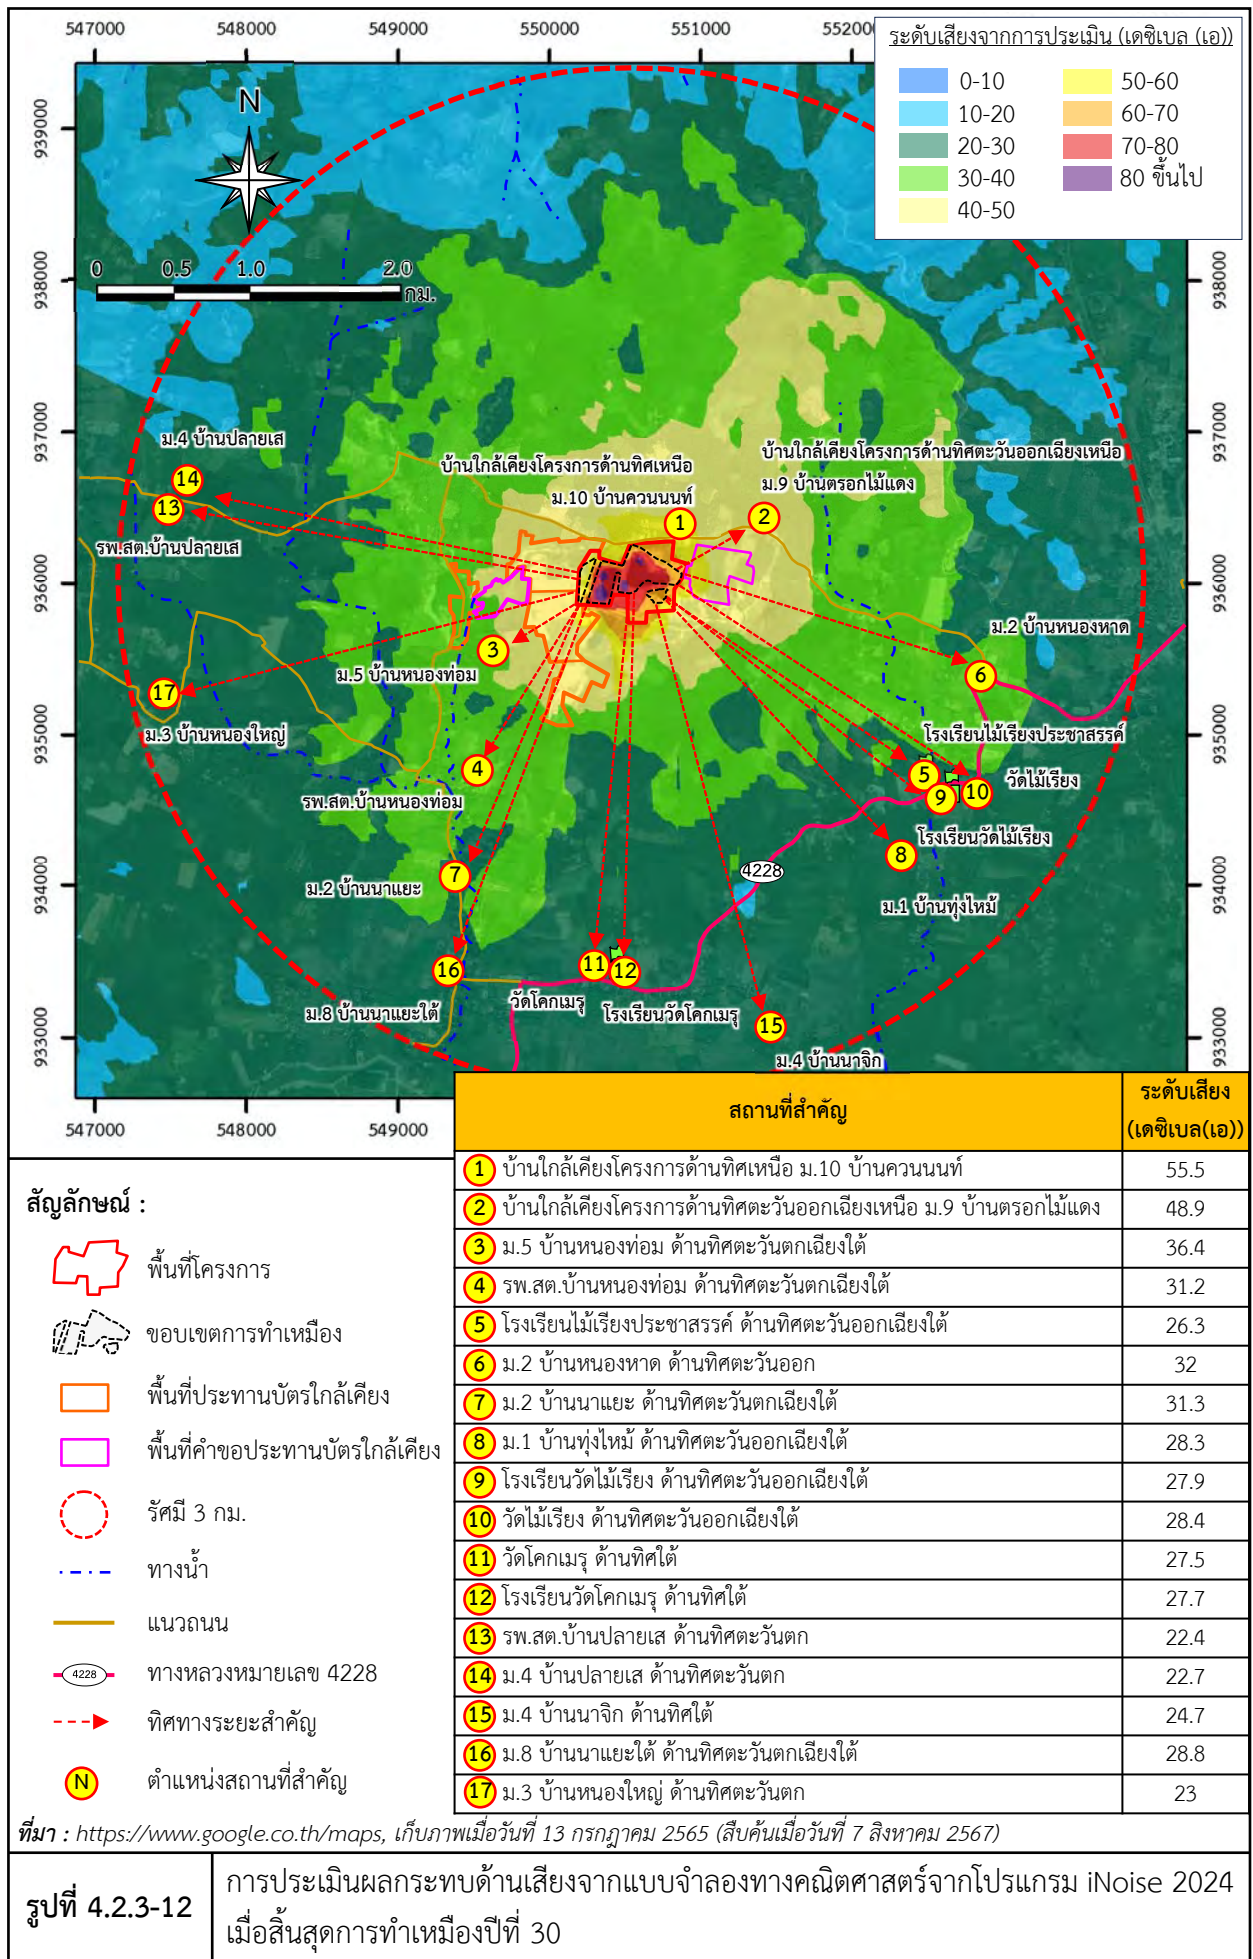 547000 548000 549000 550000 551000 552000
ระดับเสียงจากการประเมิน (เดซิเบล (เอ))
0-10 50-60
10-20 60-70
20-30 70-80
30-40 80 ขึ้นไป
40-50
N
0 0.5 1.0 2.0
กม.
939000
938000 938000
937000 937000
936000 936000
935000 935000
934000 934000
933000 933000
ม.4 บ้านปลายเส
14
13
รพ.สต.บ้านปลายเส
บ้านใกล้เคียงโครงการด้านทิศเหนือ
ม.10 บ้านควนนนท์
1
บ้านใกล้เคียงโครงการด้านทิศตะวันออกเฉียงเหนือ
ม.9 บ้านตรอกไม้แดง
2
3
ม.5 บ้านหนองท่อม
17
ม.3 บ้านหนองใหญ่
ม.2 บ้านหนองหาด
6
4
รพ.สต.บ้านหนองท่อม
โรงเรียนไม้เรียงประชาสรรค์
5
9
10
วัดไม้เรียง
โรงเรียนวัดไม้เรียง
8
ม.1 บ้านทุ่งไหม้
4228
7
ม.2 บ้านนาแยะ
16
ม.8 บ้านนาแยะใต้
11
12
วัดโคกเมรุ
โรงเรียนวัดโคกเมรุ
15
ม.4 บ้านนาจิก
547000 548000 549000
สถานที่สำคัญ ระดับเสียง
(เดซิเบล(เอ))
1 บ้านใกล้เคียงโครงการด้านทิศเหนือ ม.10 บ้านควนนนท์ 55.5
2 บ้านใกล้เคียงโครงการด้านทิศตะวันออกเฉียงเหนือ ม.9 บ้านตรอกไม้แดง 48.9
3 ม.5 บ้านหนองท่อม ด้านทิศตะวันตกเฉียงใต้ 36.4
4 รพ.สต.บ้านหนองท่อม ด้านทิศตะวันตกเฉียงใต้ 31.2
5 โรงเรียนไม้เรียงประชาสรรค์ ด้านทิศตะวันออกเฉียงใต้ 26.3
6 ม.2 บ้านหนองหาด ด้านทิศตะวันออก 32
7 ม.2 บ้านนาแยะ ด้านทิศตะวันตกเฉียงใต้ 31.3
8 ม.1 บ้านทุ่งไหม้ ด้านทิศตะวันออกเฉียงใต้ 28.3
9 โรงเรียนวัดไม้เรียง ด้านทิศตะวันออกเฉียงใต้ 27.9
10 วัดไม้เรียง ด้านทิศตะวันออกเฉียงใต้ 28.4
11 วัดโคกเมรุ ด้านทิศใต้ 27.5
12 โรงเรียนวัดโคกเมรุ ด้านทิศใต้ 27.7
13 รพ.สต.บ้านปลายเส ด้านทิศตะวันตก 22.4
14 ม.4 บ้านปลายเส ด้านทิศตะวันตก 22.7
15 ม.4 บ้านนาจิก ด้านทิศใต้ 24.7
16 ม.8 บ้านนาแยะใต้ ด้านทิศตะวันตกเฉียงใต้ 28.8
17 ม.3 บ้านหนองใหญ่ ด้านทิศตะวันตก 23
สัญลักษณ์ :
พื้นที่โครงการ
ขอบเขตการทำเหมือง
พื้นที่ประทานบัตรใกล้เคียง
พื้นที่คำขอประทานบัตรใกล้เคียง
รัศมี 3 กม.
ทางน้ำ
แนวถนน
4228 ทางหลวงหมายเลข 4228
ทิศทางระยะสำคัญ
N ตำแหน่งสถานที่สำคัญ
ที่มา : https://www.google.co.th/maps, เก็บภาพเมื่อวันที่ 13 กรกฎาคม 2565 (สืบค้นเมื่อวันที่ 7 สิงหาคม 2567)
รูปที่ 4.2.3-12
การประเมินผลกระทบด้านเสียงจากแบบจำลองทางคณิตศาสตร์จากโปรแกรม iNoise 2024
เมื่อสิ้นสุดการทำเหมืองปีที่ 30